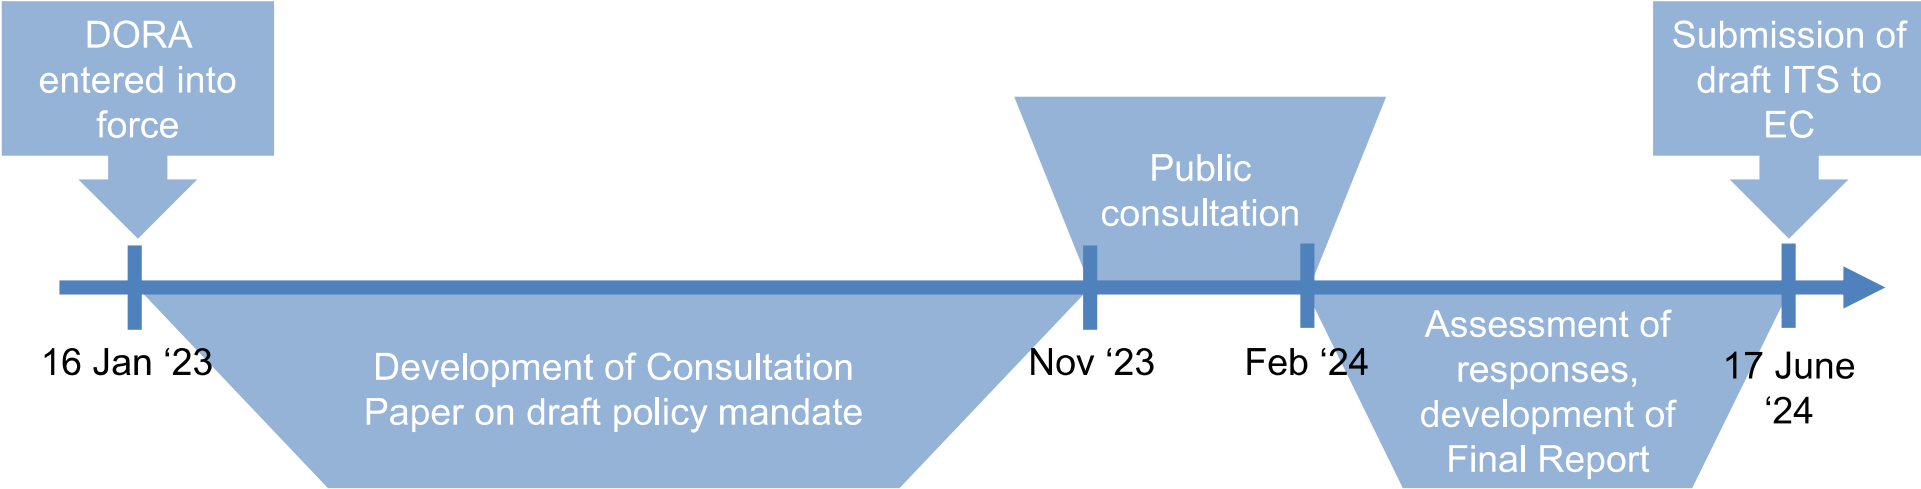 DORA
entered into
force
Submission of
draft ITS to
EC
Public
consultation
16 Jan ‘23
Nov ‘23
Feb ‘24
17 June
‘24
Development of Consultation
Paper on draft policy mandate
Assessment of
responses,
development of
Final Report